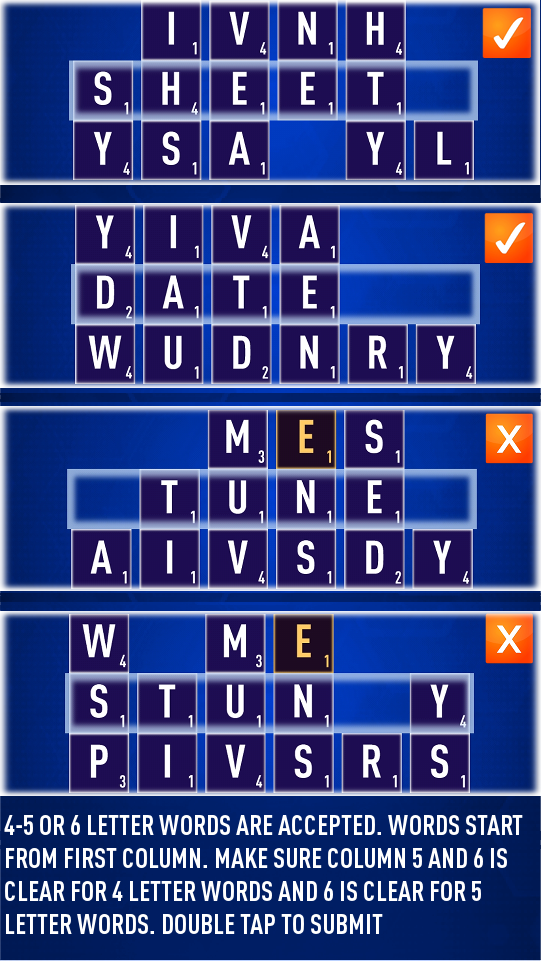 I1 V4 N1 H4
S1 H4 E1 E1 T1
Y4 S1 A1 Y4 L1
Y4 I1 V4 A1
D2 A1 T1 E1
W4 U1 D2 N1 R1 Y4
M3 E1 S1 X
T1 U1 N1 E1
A1 I1 V4 S1 D2 Y4
W4 M3 E1 X
S1 T1 U1 N1 Y4
P3 I1 V4 S1 R1 S1
4-5 OR 6 LETTER WORDS ARE ACCEPTED. WORDS START
FROM FIRST COLUMN. MAKE SURE COLUMN 5 AND 6 IS
CLEAR FOR 4 LETTER WORDS AND 6 IS CLEAR FOR 5
LETTER WORDS. DOUBLE TAP TO SUBMIT